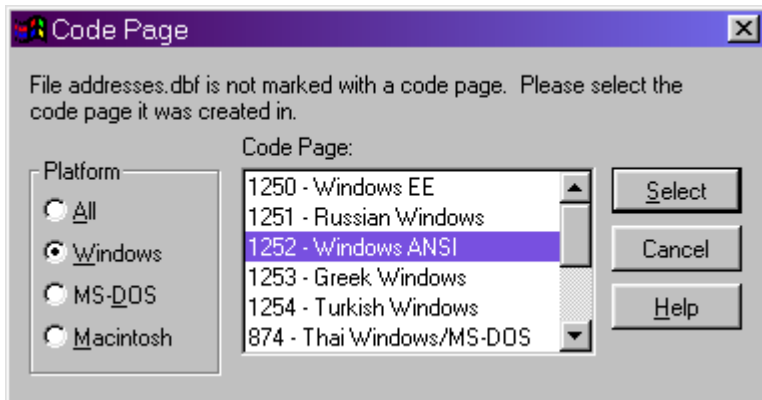 Code Page
File addresses.dbf is not marked with a code page. Please select the
code page it was created in.
Code Page:
Platform
All
Windows
MS-DOS
Macintosh
1250 - Windows EE
1251 - Russian Windows
1252 - Windows ANSI
1253 - Greek Windows
1254 - Turkish Windows
874 - Thai Windows/MS-DOS
Select
Cancel
Help